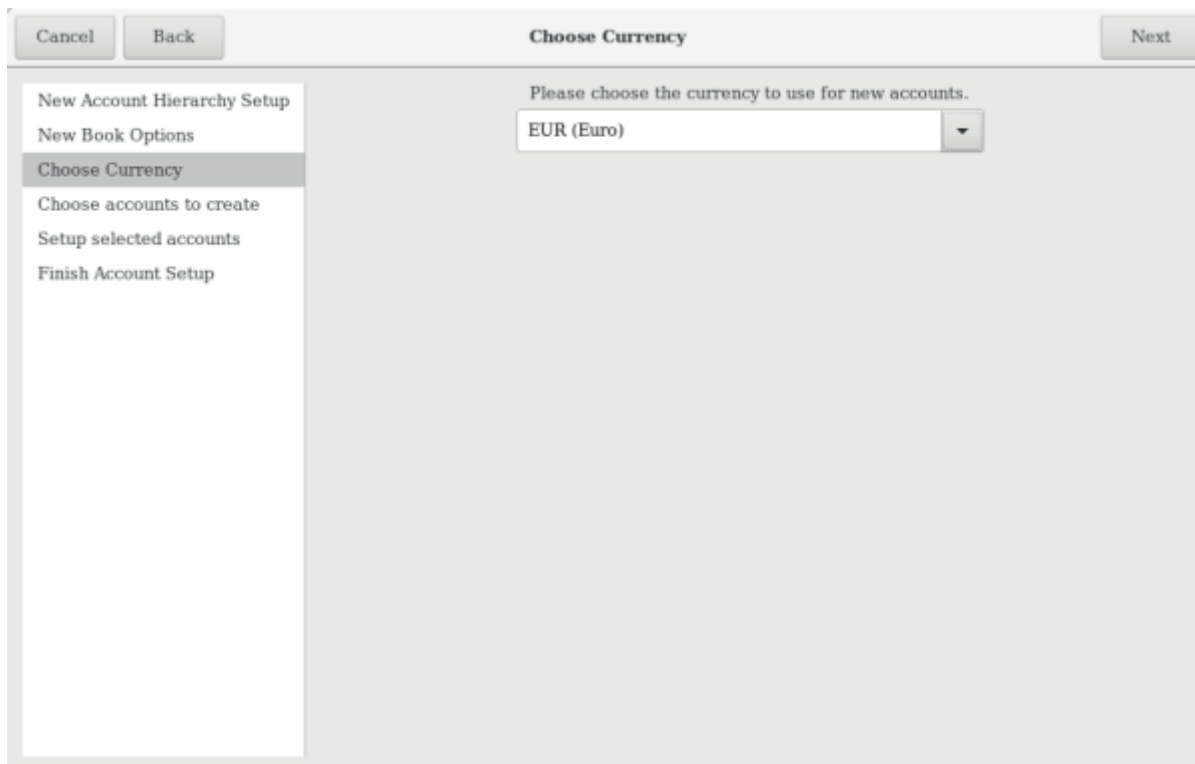 Cancel Back Choose Currency Next
New Account Hierarchy Setup
New Book Options
Choose Currency
Choose accounts to create
Setup selected accounts
Finish Account Setup
Please choose the currency to use for new accounts.
EUR (Euro)